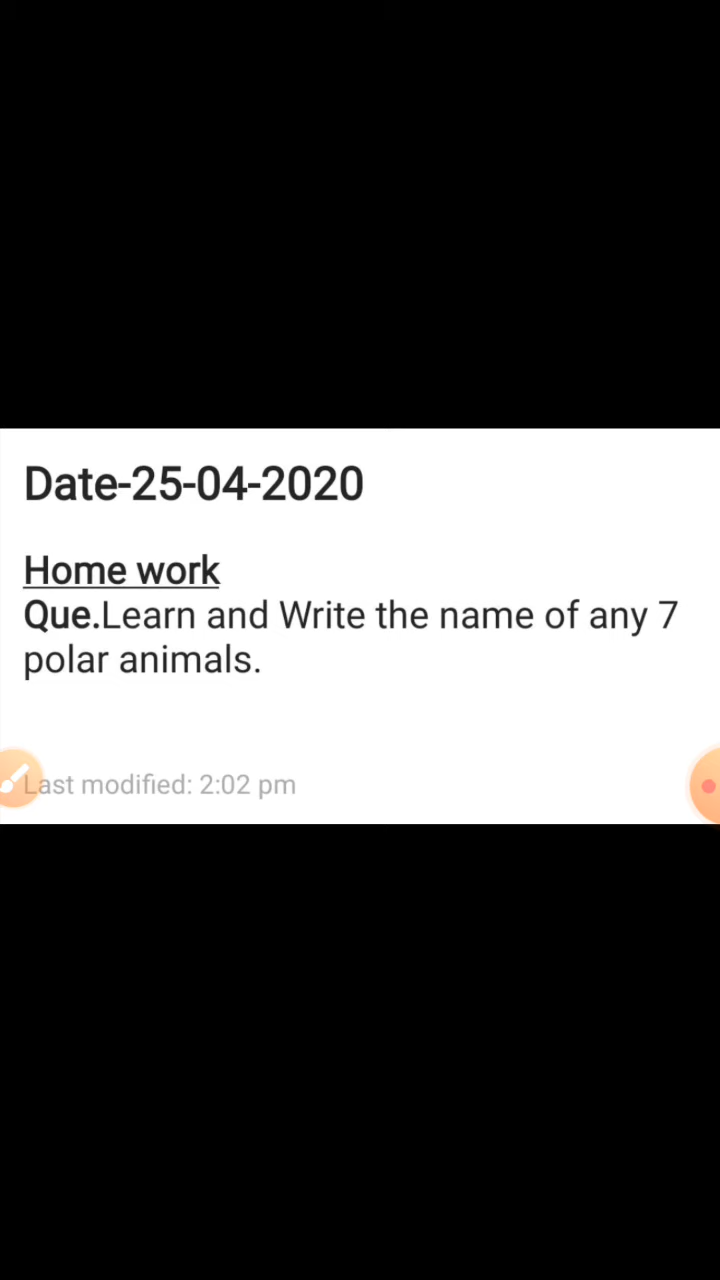 Date-25-04-2020
Home work
Que.Learn and Write the name of any 7
polar animals.
Last modified: 2:02 pm